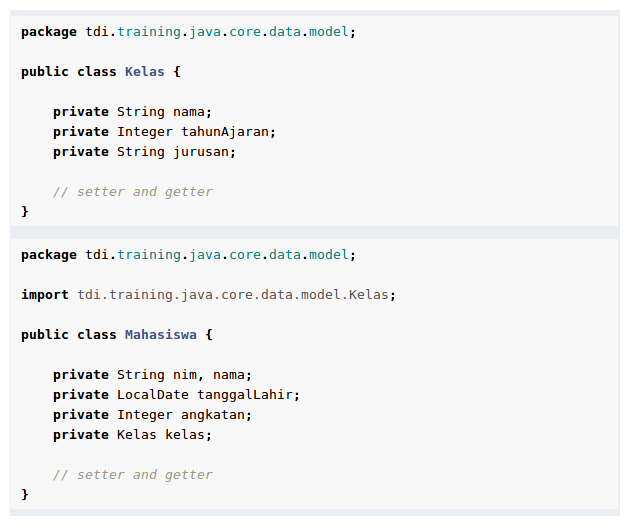 package tdi.training.java.core.data.model;
public class Kelas {
private String nama;
private Integer tahunAjaran;
private String jurusan;
// setter and getter
}
package tdi.training.java.core.data.model;
import tdi.training.java.core.data.model.Kelas;
public class Mahasiswa {
private String nim, nama;
private LocalDate tanggalLahir;
private Integer angkatan;
private Kelas kelas;
// setter and getter
}